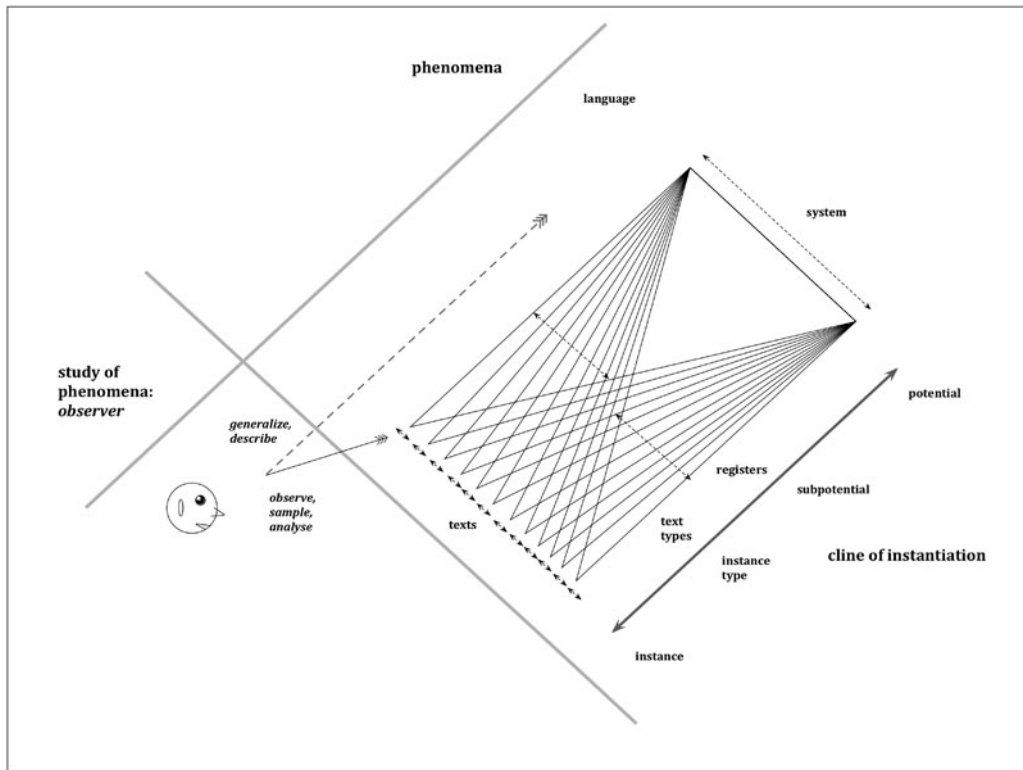 phenomena
language
system
study of
phenomena:
observer
potential
generalize,
describe
registers
subpotential
observe,
sample,
analyse
texts
text
types
instance
type
cline of instantiation
instance